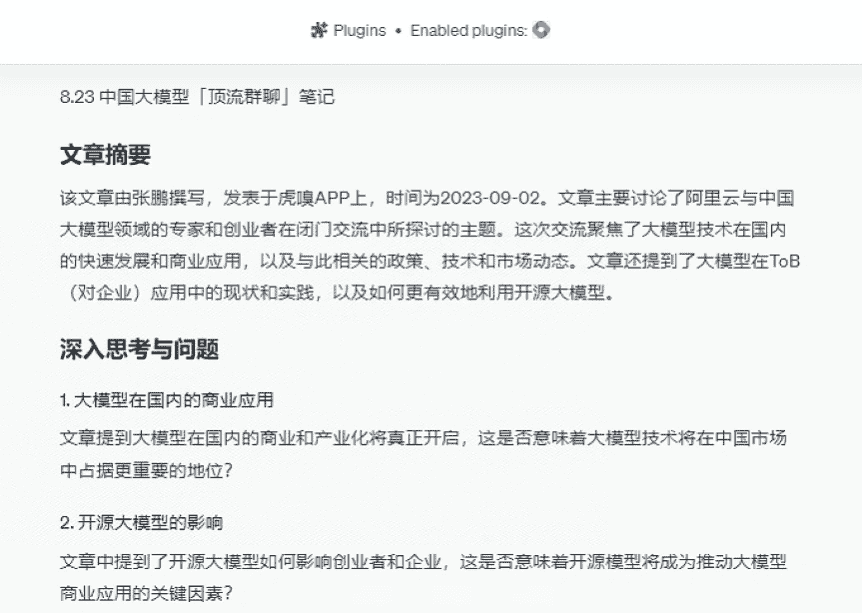 Plugins • Enabled plugins:
8.23 中国大模型「顶流群聊」笔记
文章摘要
该文章由张鹏撰写，发表于虎嗅APP上，时间为2023-09-02。文章主要讨论了阿里云与中国
大模型领域的专家和创业者在闭门交流中所探讨的主题。这次交流聚焦了大模型技术在国内
的快速发展和商业应用，以及与此相关的政策、技术和市场动态。文章还提到了大模型在ToB
（对企业）应用中的现状和实践，以及如何更有效地利用开源大模型。
深入思考与问题
1. 大模型在国内的商业应用
文章提到大模型在国内的商业和产业化将真正开启，这是否意味着大模型技术将在中国市场
中占据更重要的地位？
2. 开源大模型的影响
文章中提到了开源大模型如何影响创业者和企业，这是否意味着开源模型将成为推动大模型
商业应用的关键因素？